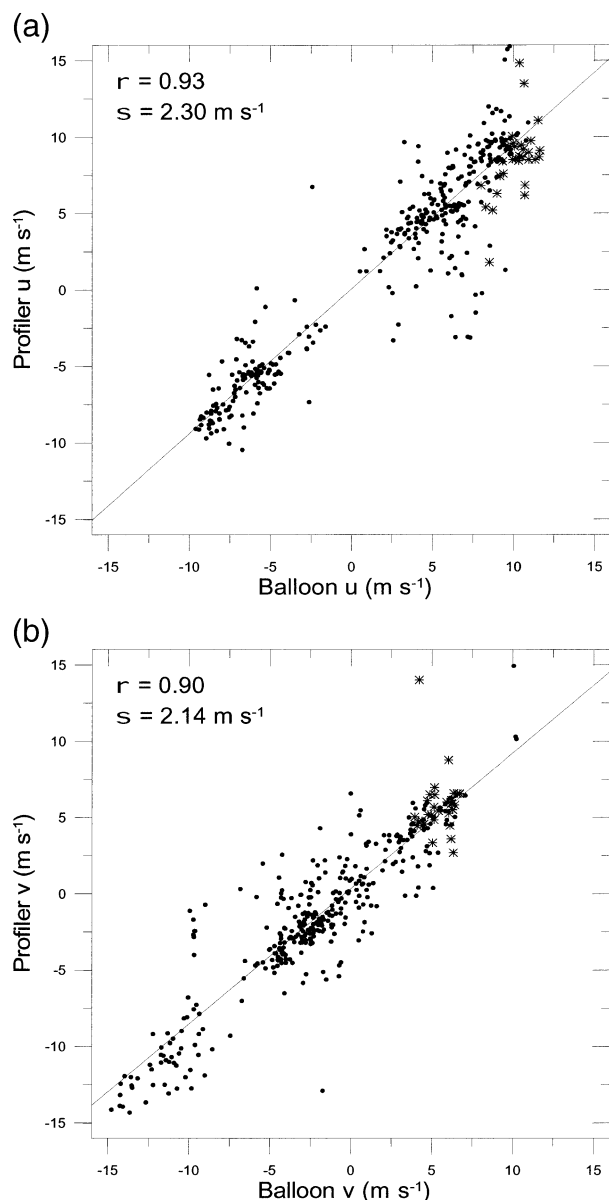 (a)
r = 0.93
s = 2.30 m s⁻¹
15
10
5
0
-5
-10
-15
Profiler u (m s⁻¹)
-15 -10 -5 0 5 10 15
Balloon u (m s⁻¹)
(b)
r = 0.90
s = 2.14 m s⁻¹
15
10
5
0
-5
-10
-15
Profiler v (m s⁻¹)
-15 -10 -5 0 5 10 15
Balloon v (m s⁻¹)